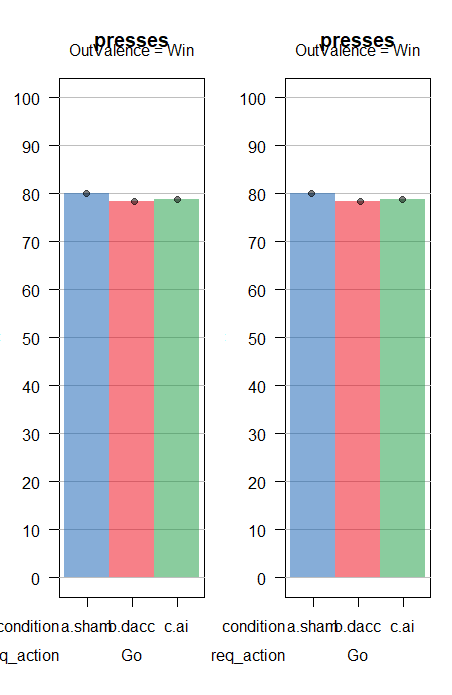 presses presses
OutValence = Win OutValence = Win
100 100
90 90
80 80
70 70
60 60
50 50
40 40
30 30
20 20
10 10
0 0
condition a.sham b.dacc c.ai condition a.sham b.dacc c.ai
q_action Go req_action Go